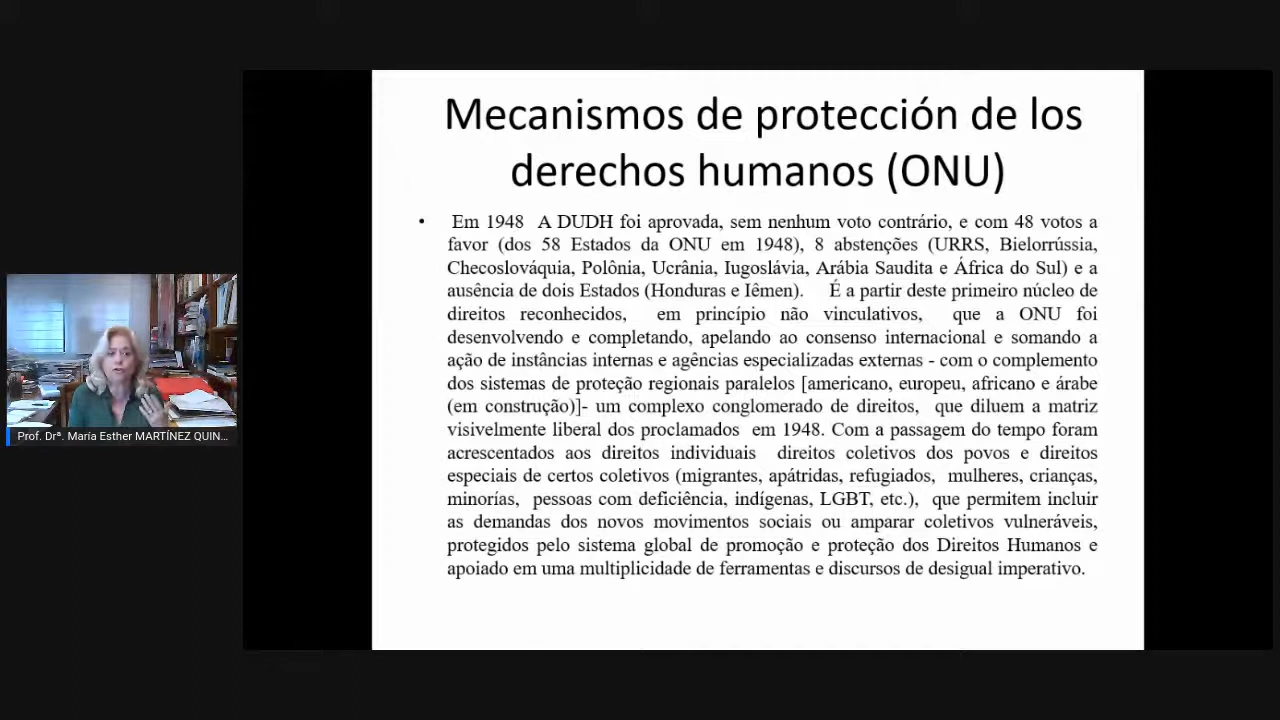 Mecanismos de protección de los
derechos humanos (ONU)
• Em 1948 A DUDH foi aprovada, sem nenhum voto contrário, e com 48 votos a
favor (dos 58 Estados da ONU em 1948), 8 abstenções (URRS, Bielorrússia,
Checoslováquia, Polônia, Ucrânia, Iugoslávia, Arábia Saudita e África do Sul) e a
ausência de dois Estados (Honduras e Iêmen). É a partir deste primeiro núcleo de
direitos reconhecidos, em princípio não vinculativos, que a ONU foi
desenvolvendo e completando, apelando ao consenso internacional e somando a
ação de instâncias internas e agências especializadas externas - com o complemento
dos sistemas de proteção regionais paralelos [americano, europeu, africano e árabe
(em construção)]- um complexo conglomerado de direitos, que diluem a matriz
visivelmente liberal dos proclamados em 1948. Com a passagem do tempo foram
acrescentados aos direitos individuais direitos coletivos dos povos e direitos
especiais de certos coletivos (migrantes, apátridas, refugiados, mulheres, crianças,
minorías, pessoas com deficiência, indígenas, LGBT, etc.), que permitem incluir
as demandas dos novos movimentos sociais ou amparar coletivos vulneráveis,
protegidos pelo sistema global de promoção e proteção dos Direitos Humanos e
apoiado em uma multiplicidade de ferramentas e discursos de desigual imperativo.
Prof. Drª. María Esther MARTÍNEZ QUIN...